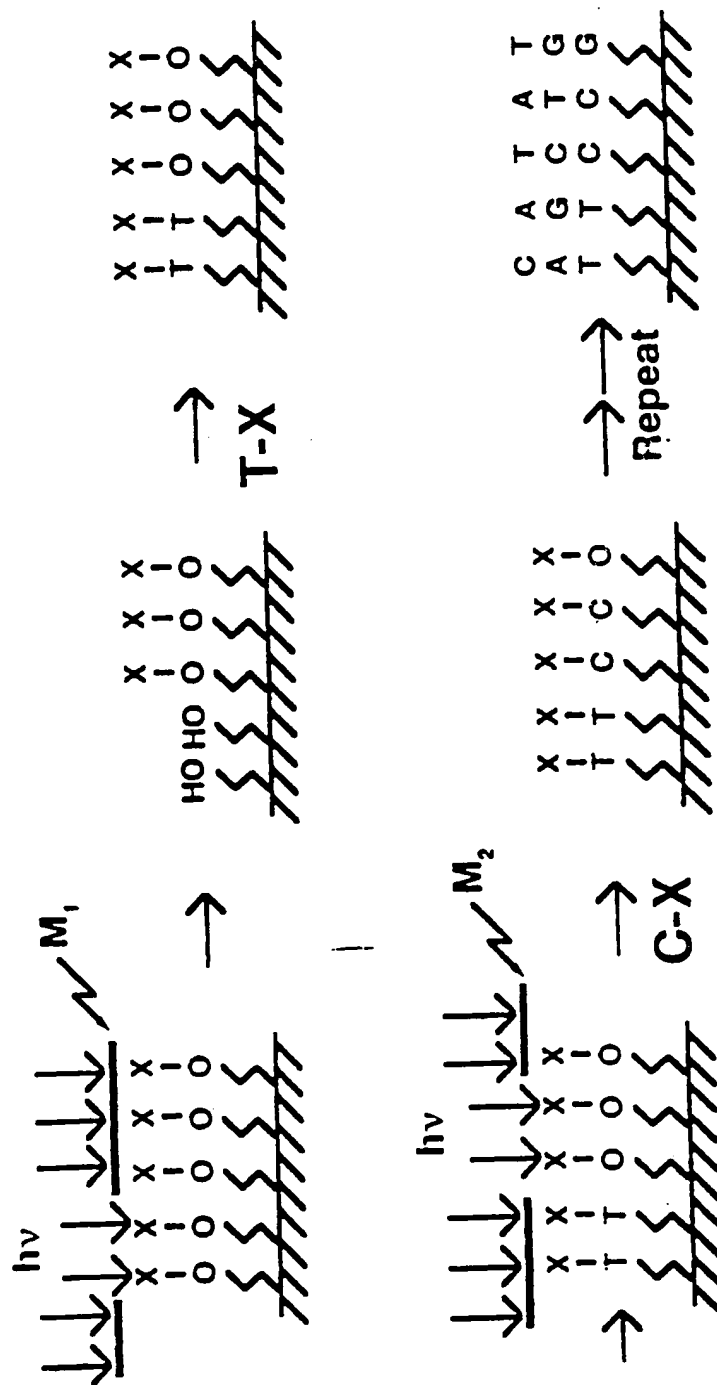 hν
M₁
X X X X X
O O O O O
X X X
HO HO O O O
T-X
X X X X X
T T O O O
hν
M₂
X X X X X
T T O O O
C-X
X X X X X
T T C C O
Repeat
C A T A T
A G C T G
T T C C G